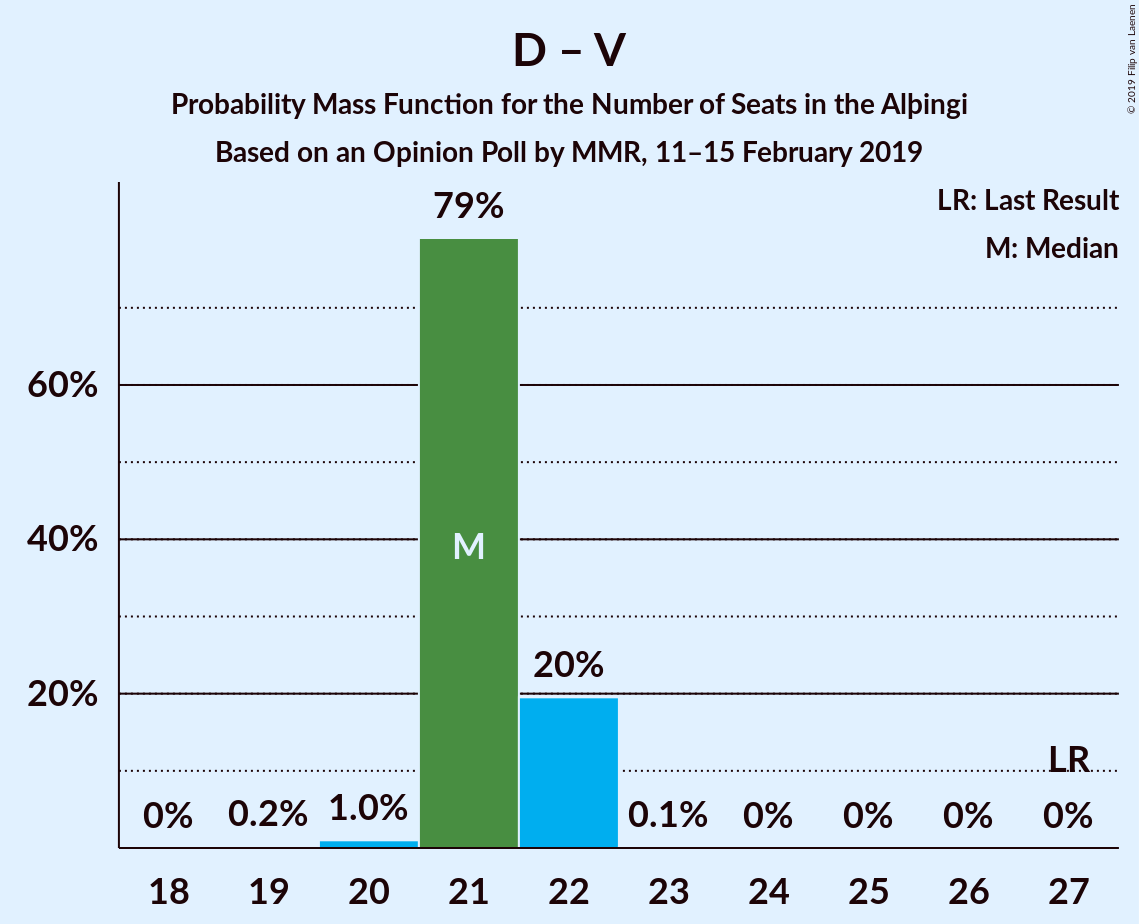 D – V
Probability Mass Function for the Number of Seats in the Alþingi
Based on an Opinion Poll by MMR, 11–15 February 2019
© 2019 Filip van Laenen
LR: Last Result
M: Median
79%
60%
40%
20%
M
20%
LR
0%
0.2%
1.0%
0.1%
0%
0%
0%
0%
18
19
20
21
22
23
24
25
26
27